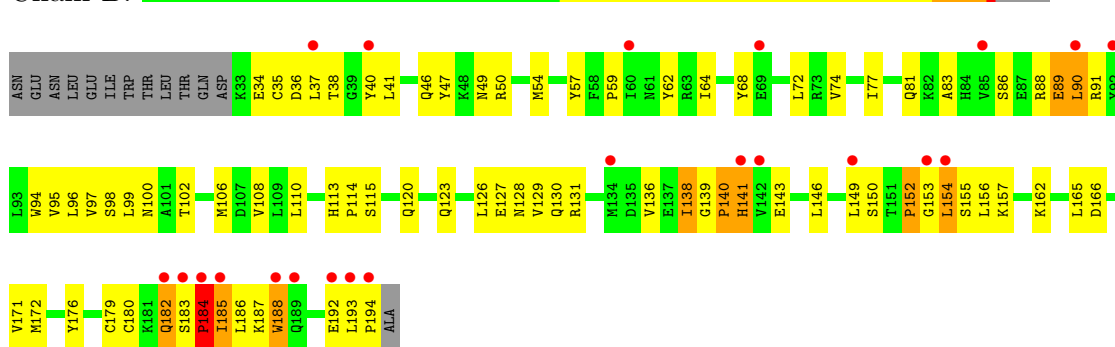 ASN GLU ASN LEU LEU GLU ILE TRP THR LEU THR GLN ASP K33 E34 C35 D36 L37 T38 G39 Y40 L41 Q46 Y47 K48 N49 R50 M54 Y57 F58 P59 I60 N61 Y62 R63 I64 Y68 E69 L72 R73 V74 I77 Q81 K82 A83 H84 V85 S86 E87 R88 E89 L90 R91 Y92
L93 W94 V95 L96 V97 S98 L99 N100 A101 T102 M106 D107 V108 L109 L110 H113 P114 S115 Q120 Q123 L126 E127 N128 V129 Q130 R131 M134 D135 V136 E137 I138 G139 P140 H141 V142 E143 L146 L149 S150 T151 P152 G153 L154 S155 L156 K157 K162 L165 D166
V171 M172 Y176 C179 C180 K181 Q182 S183 P184 I185 L186 K187 W188 Q189 E192 L193 P194 ALA